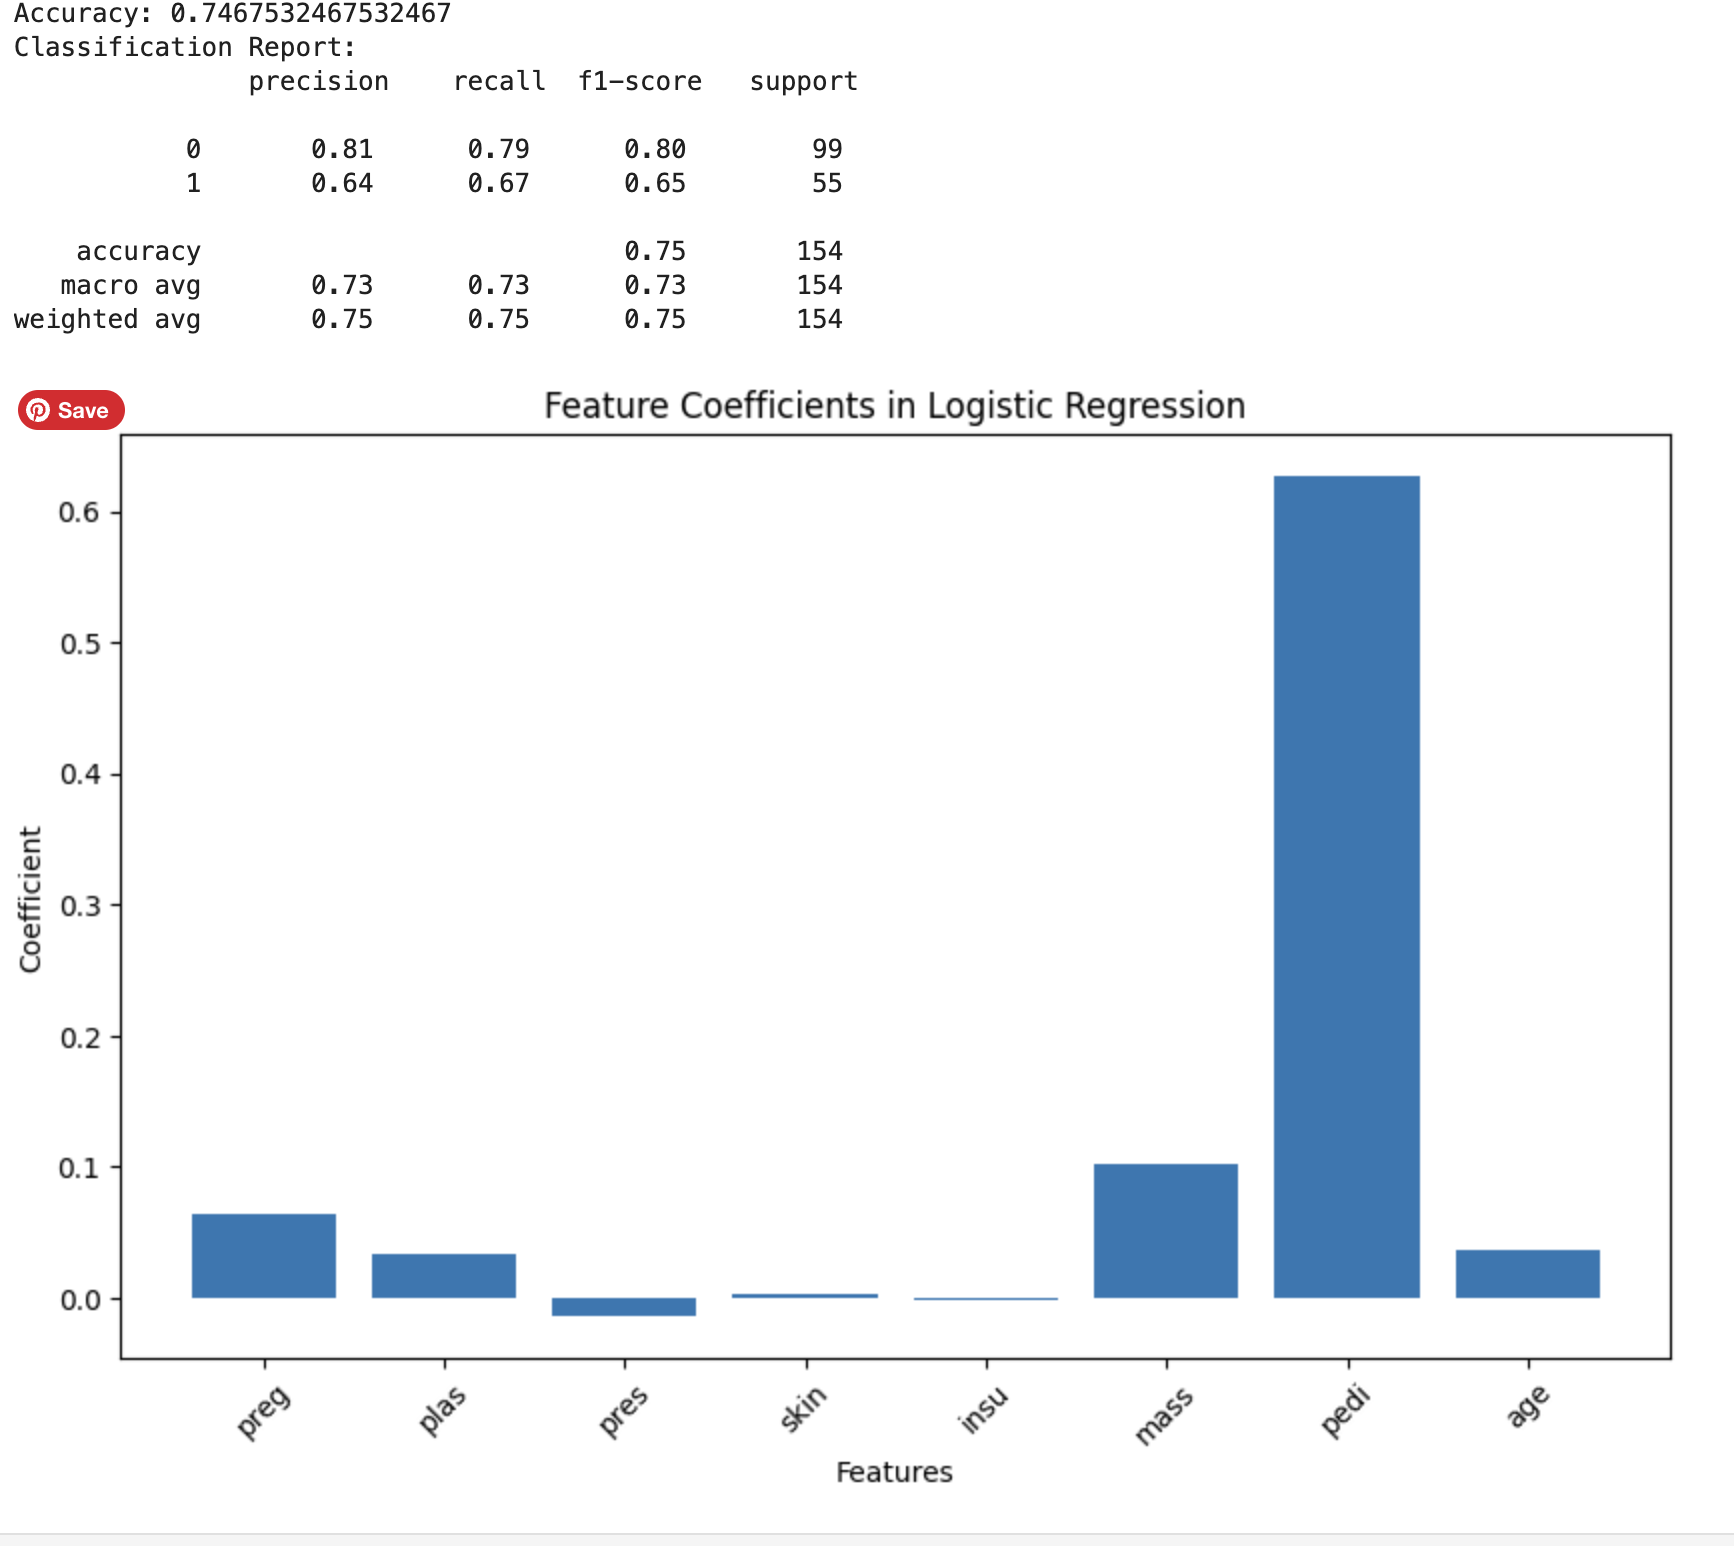 Accuracy: 0.7467532467532467
Classification Report:
precision recall f1-score support
0 0.81 0.79 0.80 99
1 0.64 0.67 0.65 55
accuracy 0.75 154
macro avg 0.73 0.73 0.73 154
weighted avg 0.75 0.75 0.75 154
Save
Feature Coefficients in Logistic Regression
0.6
0.5
0.4
0.3
0.2
0.1
0.0
Coefficient
preg plas pres skin insu mass pedi age
Features